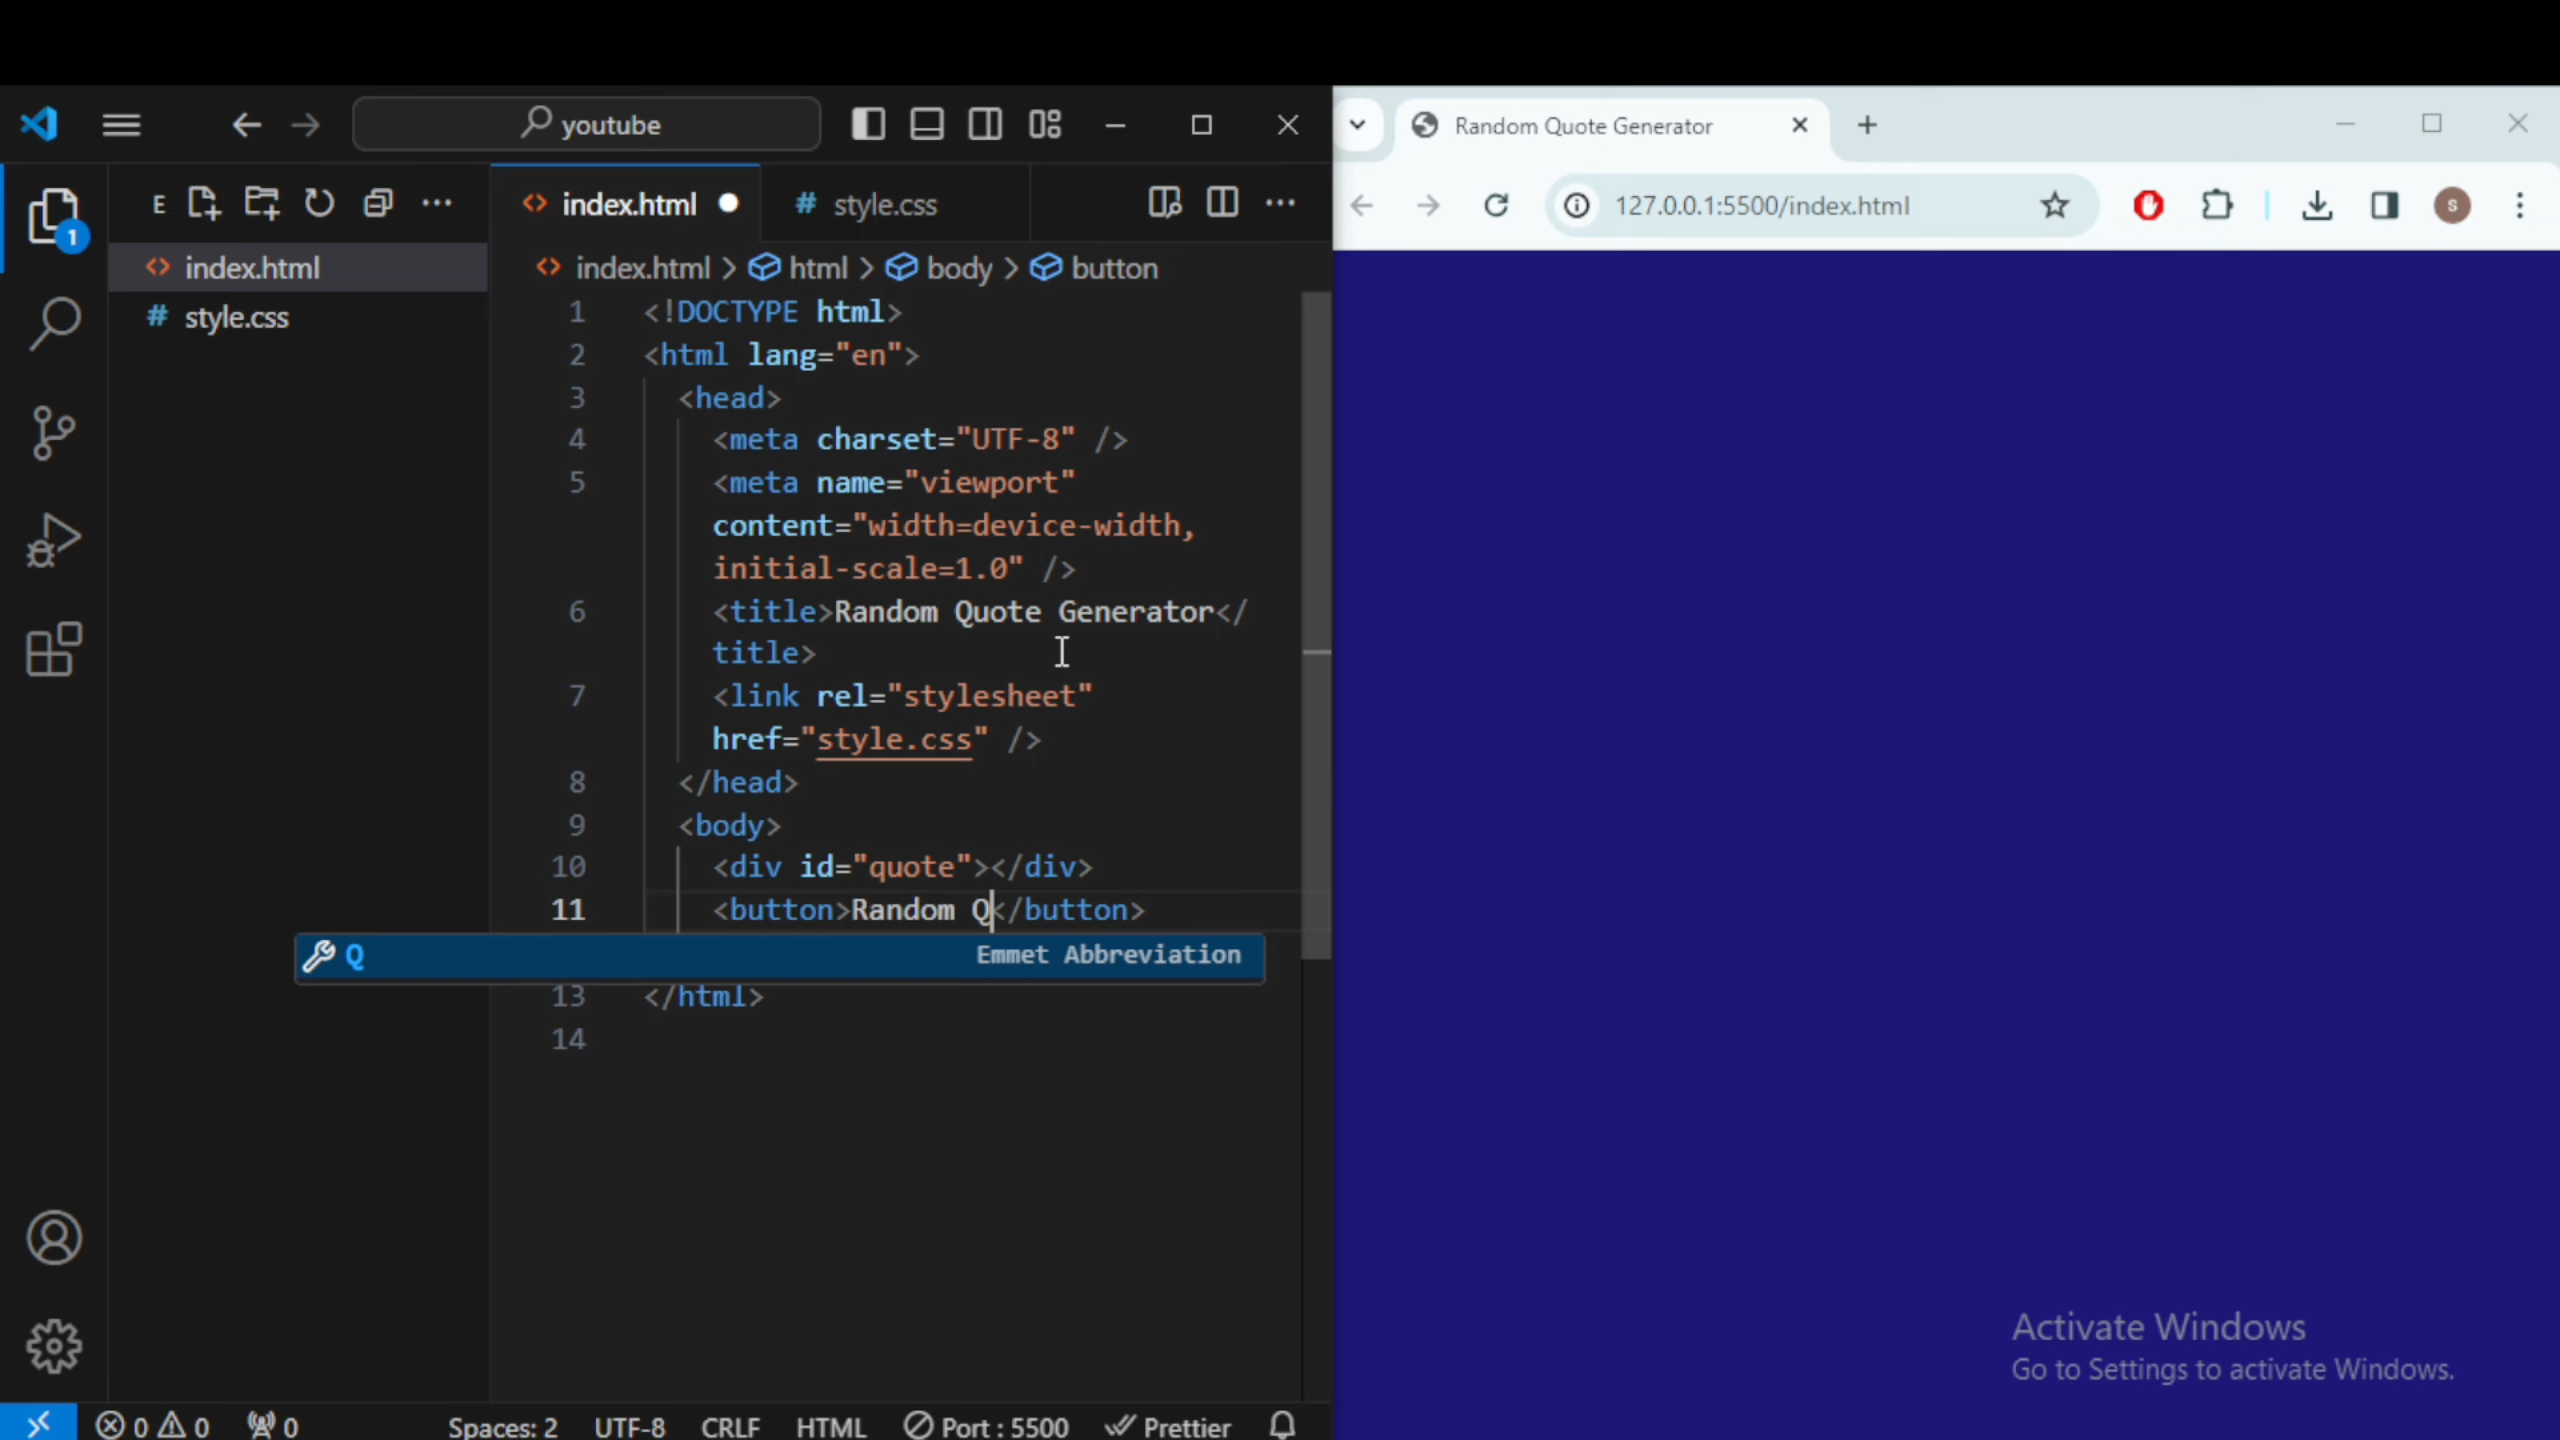 youtube
Random Quote Generator
127.0.0.1:5500/index.html
s
1
E
index.html
style.css
index.html
style.css
index.html > html > body > button
1 <!DOCTYPE html>
2 <html lang="en">
3 <head>
4 <meta charset="UTF-8" />
5 <meta name="viewport"
content="width=device-width,
initial-scale=1.0" />
6 <title>Random Quote Generator</
title>
7 <link rel="stylesheet"
href="style.css" />
8 </head>
9 <body>
10 <div id="quote"></div>
11 <button>Random Q</button>
Q Emmet Abbreviation
13 </html>
14
Activate Windows
Go to Settings to activate Windows.
0 0 0 Spaces: 2 UTF-8 CRLF HTML Port : 5500 Prettier